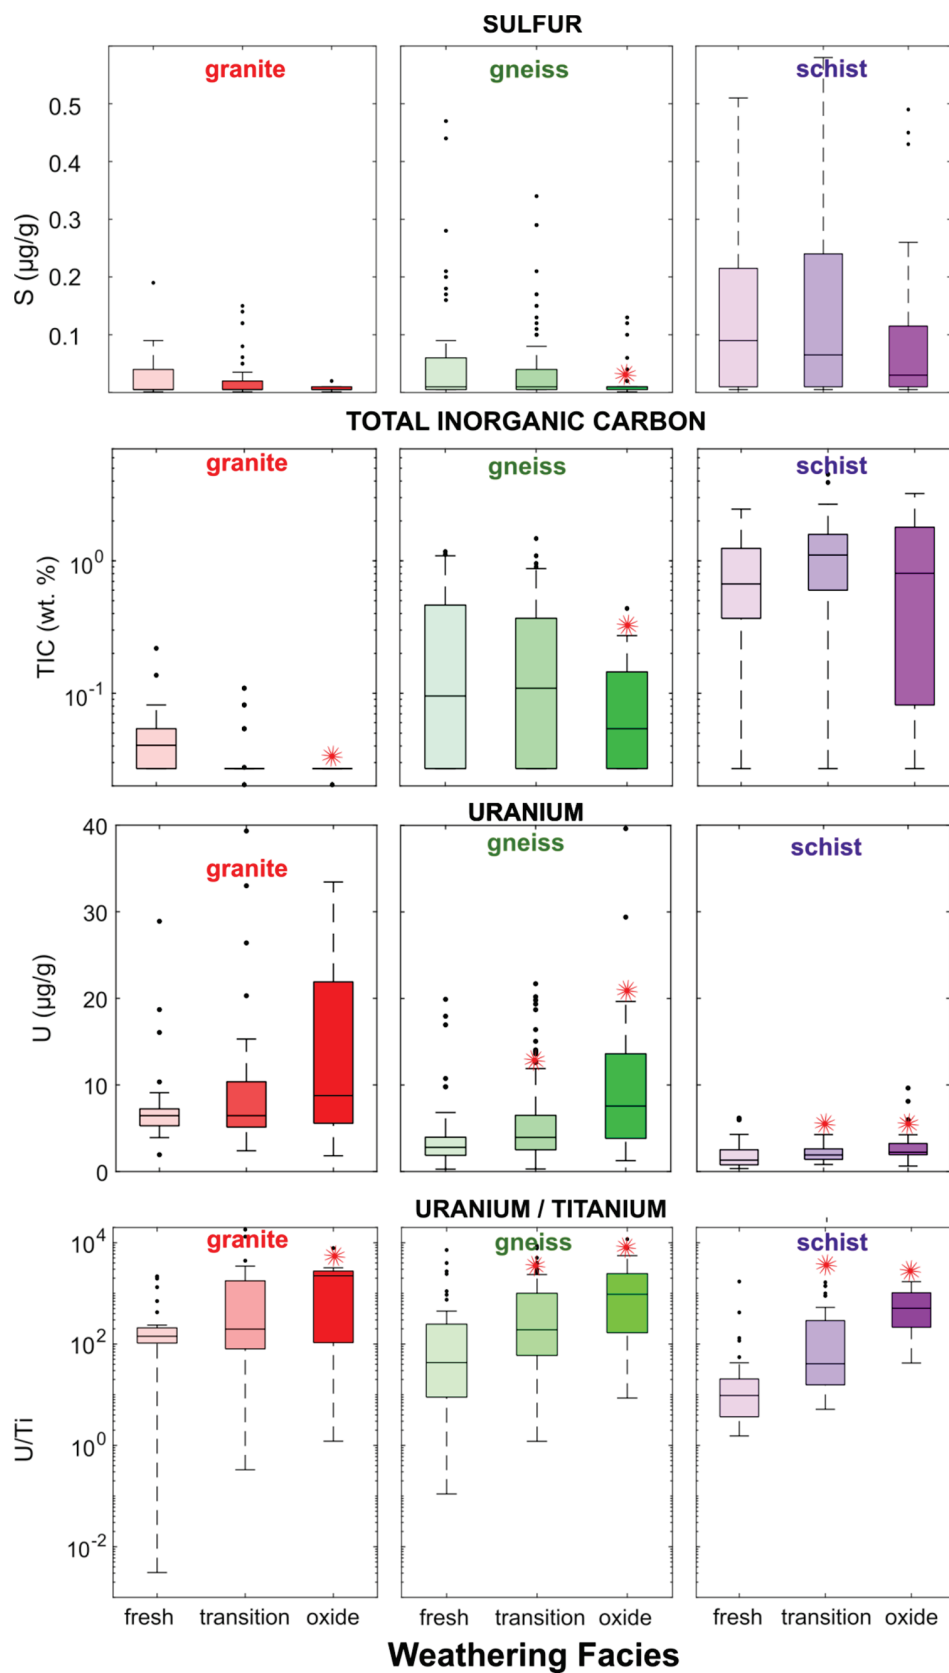 SULFUR
granite gneiss schist
0.5
0.4
0.3
0.2
0.1
S (µg/g)
TOTAL INORGANIC CARBON
granite gneiss schist
10^0
10^-1
TIC (wt. %)
URANIUM
granite gneiss schist
40
30
20
10
0
U (µg/g)
URANIUM / TITANIUM
granite gneiss schist
10^4
10^2
10^0
10^-2
U/Ti
fresh transition oxide fresh transition oxide fresh transition oxide
Weathering Facies